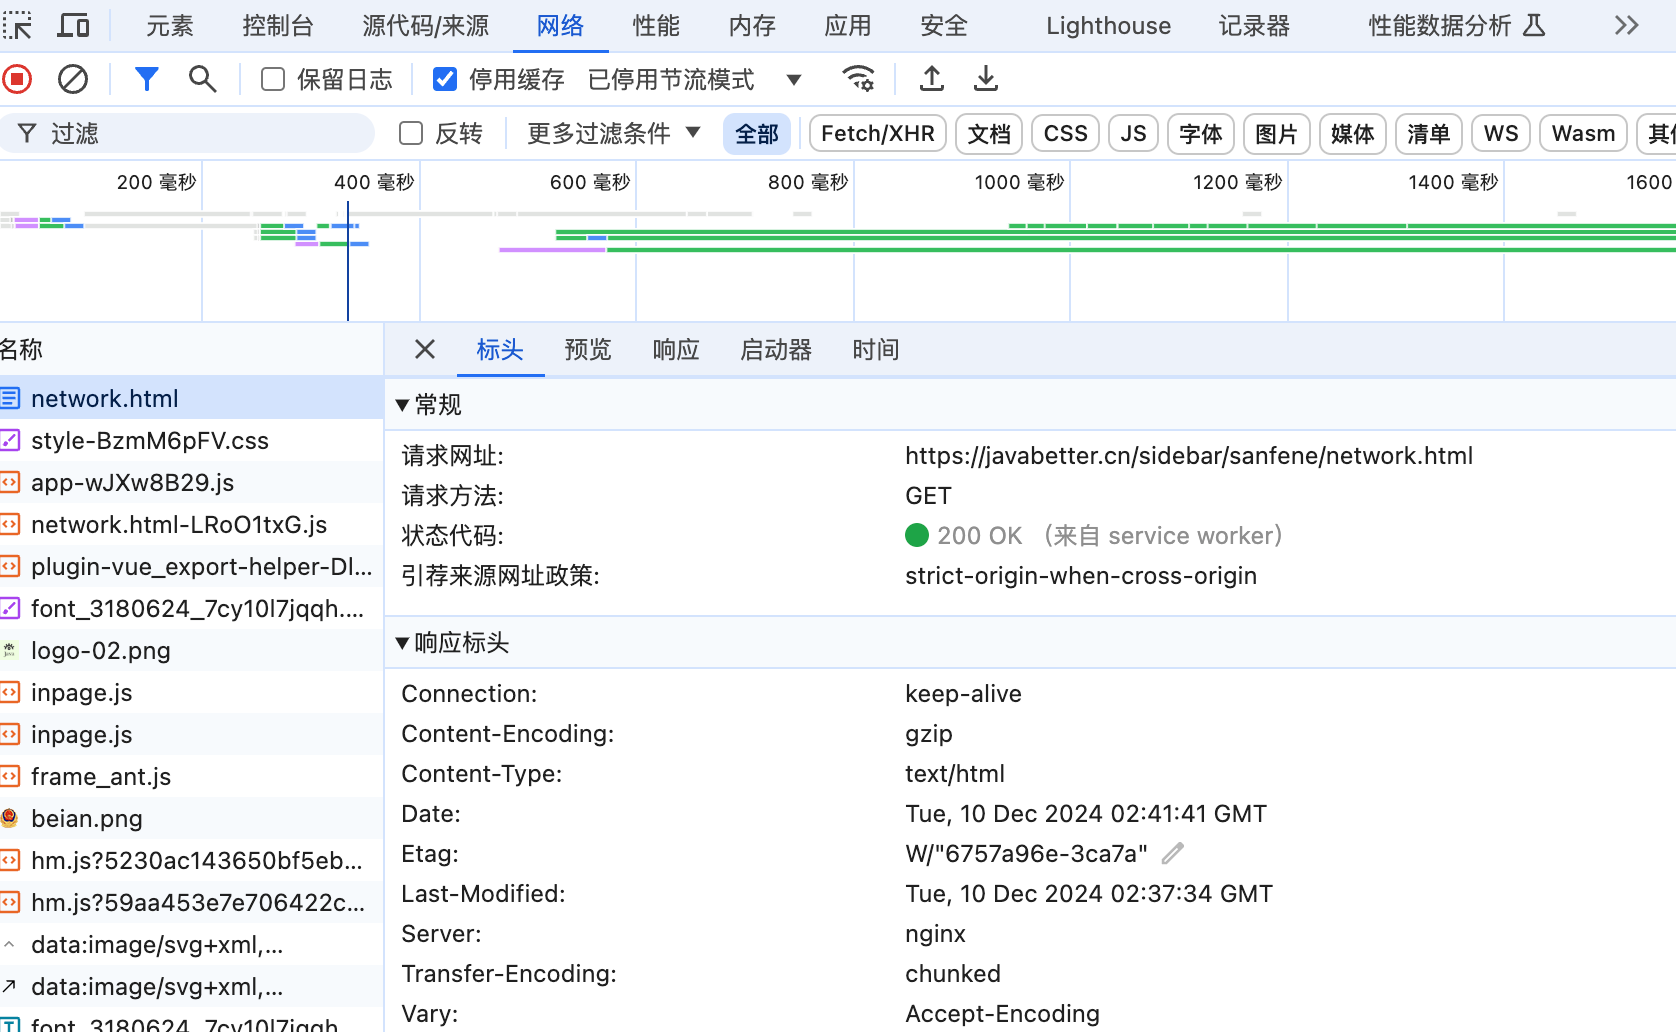 元素 控制台 源代码/来源 网络 性能 内存 应用 安全 Lighthouse 记录器 性能数据分析
保留日志 停用缓存 已停用节流模式
过滤 反转 更多过滤条件 全部 Fetch/XHR 文档 CSS JS 字体 图片 媒体 清单 WS Wasm
200 毫秒 400 毫秒 600 毫秒 800 毫秒 1000 毫秒 1200 毫秒 1400 毫秒 1600
名称
network.html
style-BzmM6pFV.css
app-wJXw8B29.js
network.html-LRoO1txG.js
plugin-vue_export-helper-Dl...
font_3180624_7cy10l7jqqh....
logo-02.png
inpage.js
inpage.js
frame_ant.js
beian.png
hm.js?5230ac143650bf5eb...
hm.js?59aa453e7e706422c...
data:image/svg+xml,...
data:image/svg+xml,...
font_3180624_7cy10l7jqqh
标头 预览 响应 启动器 时间
常规
请求网址: https://javabetter.cn/sidebar/sanfene/network.html
请求方法: GET
状态代码: 200 OK （来自 service worker）
引荐来源网址政策: strict-origin-when-cross-origin
响应标头
Connection: keep-alive
Content-Encoding: gzip
Content-Type: text/html
Date: Tue, 10 Dec 2024 02:41:41 GMT
Etag: W/"6757a96e-3ca7a"
Last-Modified: Tue, 10 Dec 2024 02:37:34 GMT
Server: nginx
Transfer-Encoding: chunked
Vary: Accept-Encoding